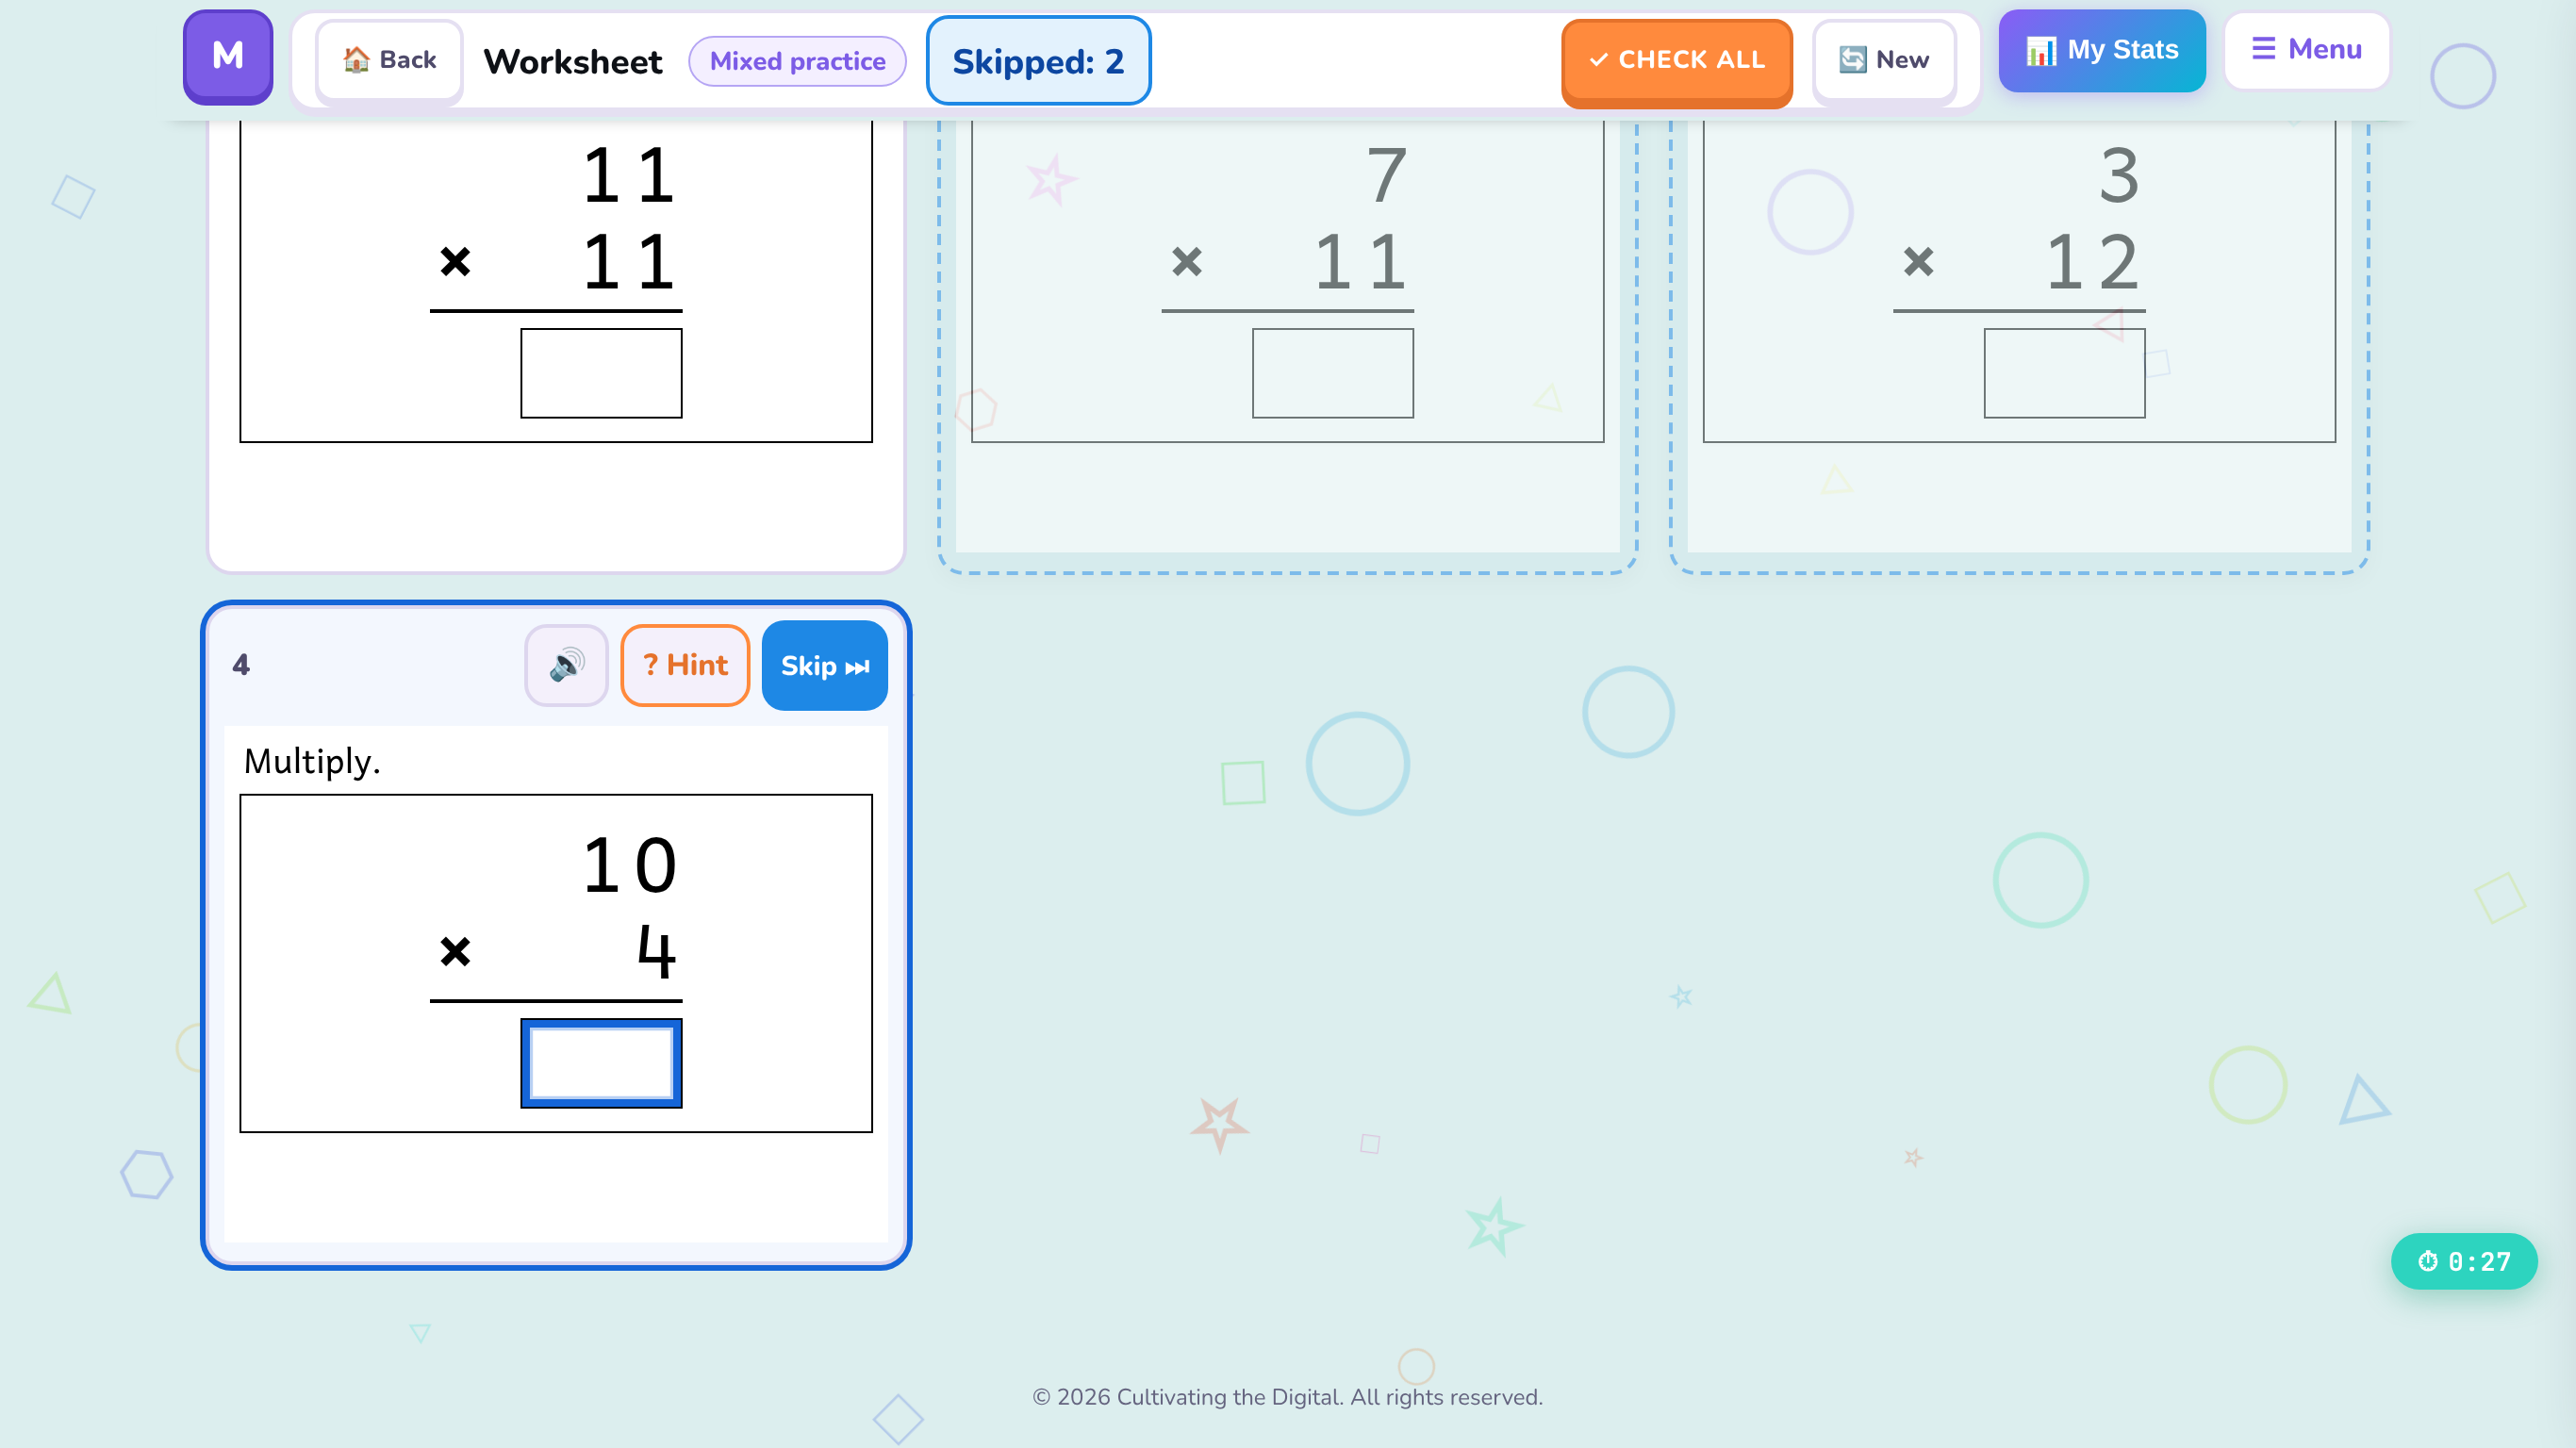 M
🏠 Back
Worksheet
Mixed practice
Skipped: 2
✓ CHECK ALL
🔄 New
📊 My Stats
☰ Menu
11
× 11
7
× 11
3
× 12
4
🔊
? Hint
Skip ⏭
Multiply.
10
× 4
⏱ 0:27
© 2026 Cultivating the Digital. All rights reserved.